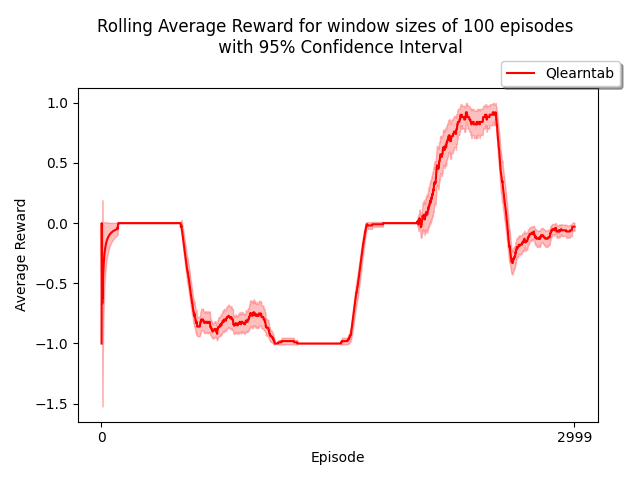 Rolling Average Reward for window sizes of 100 episodes
with 95% Confidence Interval
Qlearntab
1.0
0.5
0.0
−0.5
−1.0
−1.5
Average Reward
0
2999
Episode